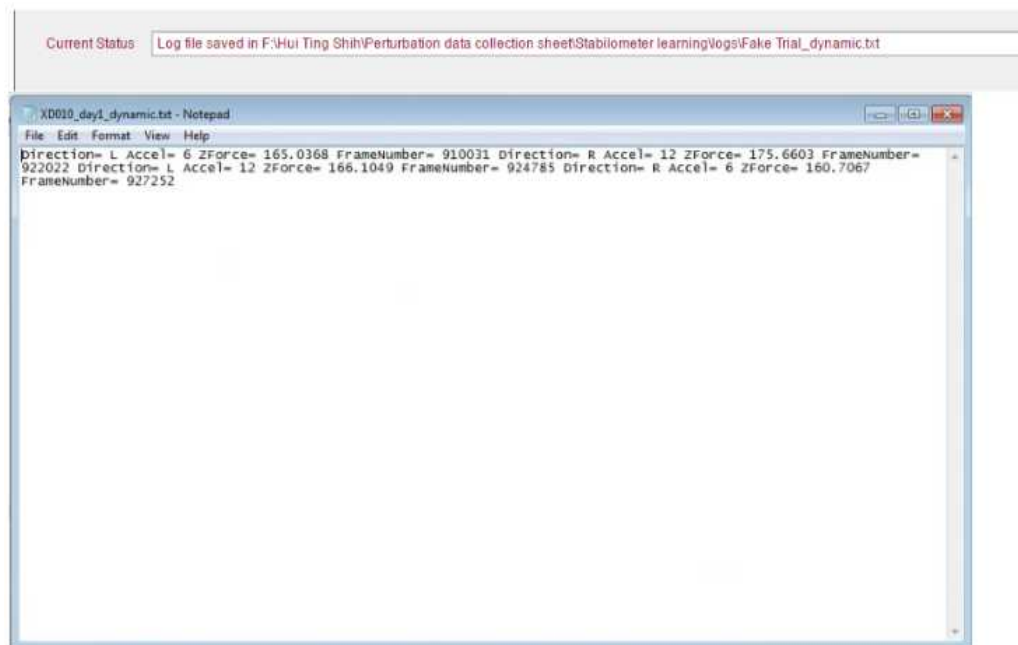 Current Status Log file saved in F:\Hui Ting Shih\Perturbation data collection sheet\Stabilometer learning\logs\Fake Trial_dynamic.txt
XD010_day1_dynamic.txt - Notepad
File Edit Format View Help
Direction= L Accel= 6 ZForce= 165.0368 FrameNumber= 910031 Direction= R Accel= 12 ZForce= 175.6603 FrameNumber=
922022 Direction= L Accel= 12 ZForce= 166.1049 FrameNumber= 924785 Direction= R Accel= 6 ZForce= 160.7067
FrameNumber= 927252